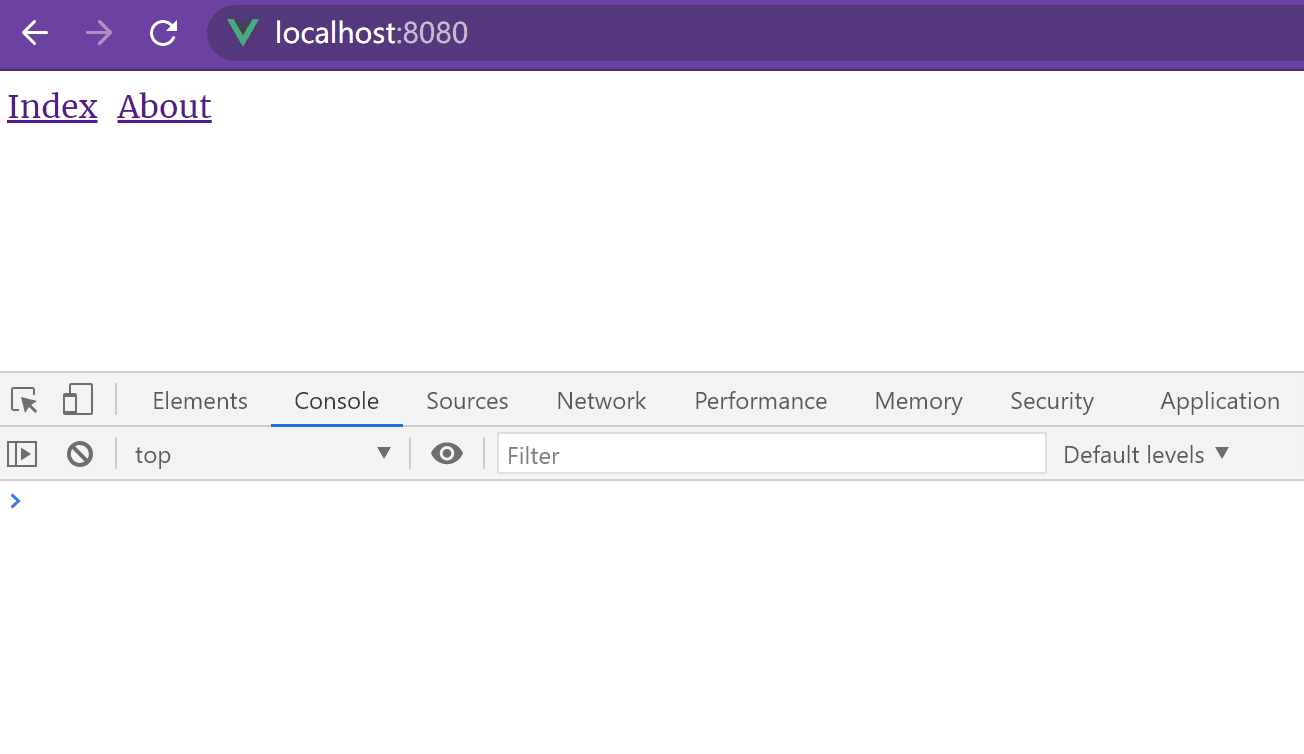 localhost:8080
Index About
Elements Console Sources Network Performance Memory Security Application
top Filter Default levels